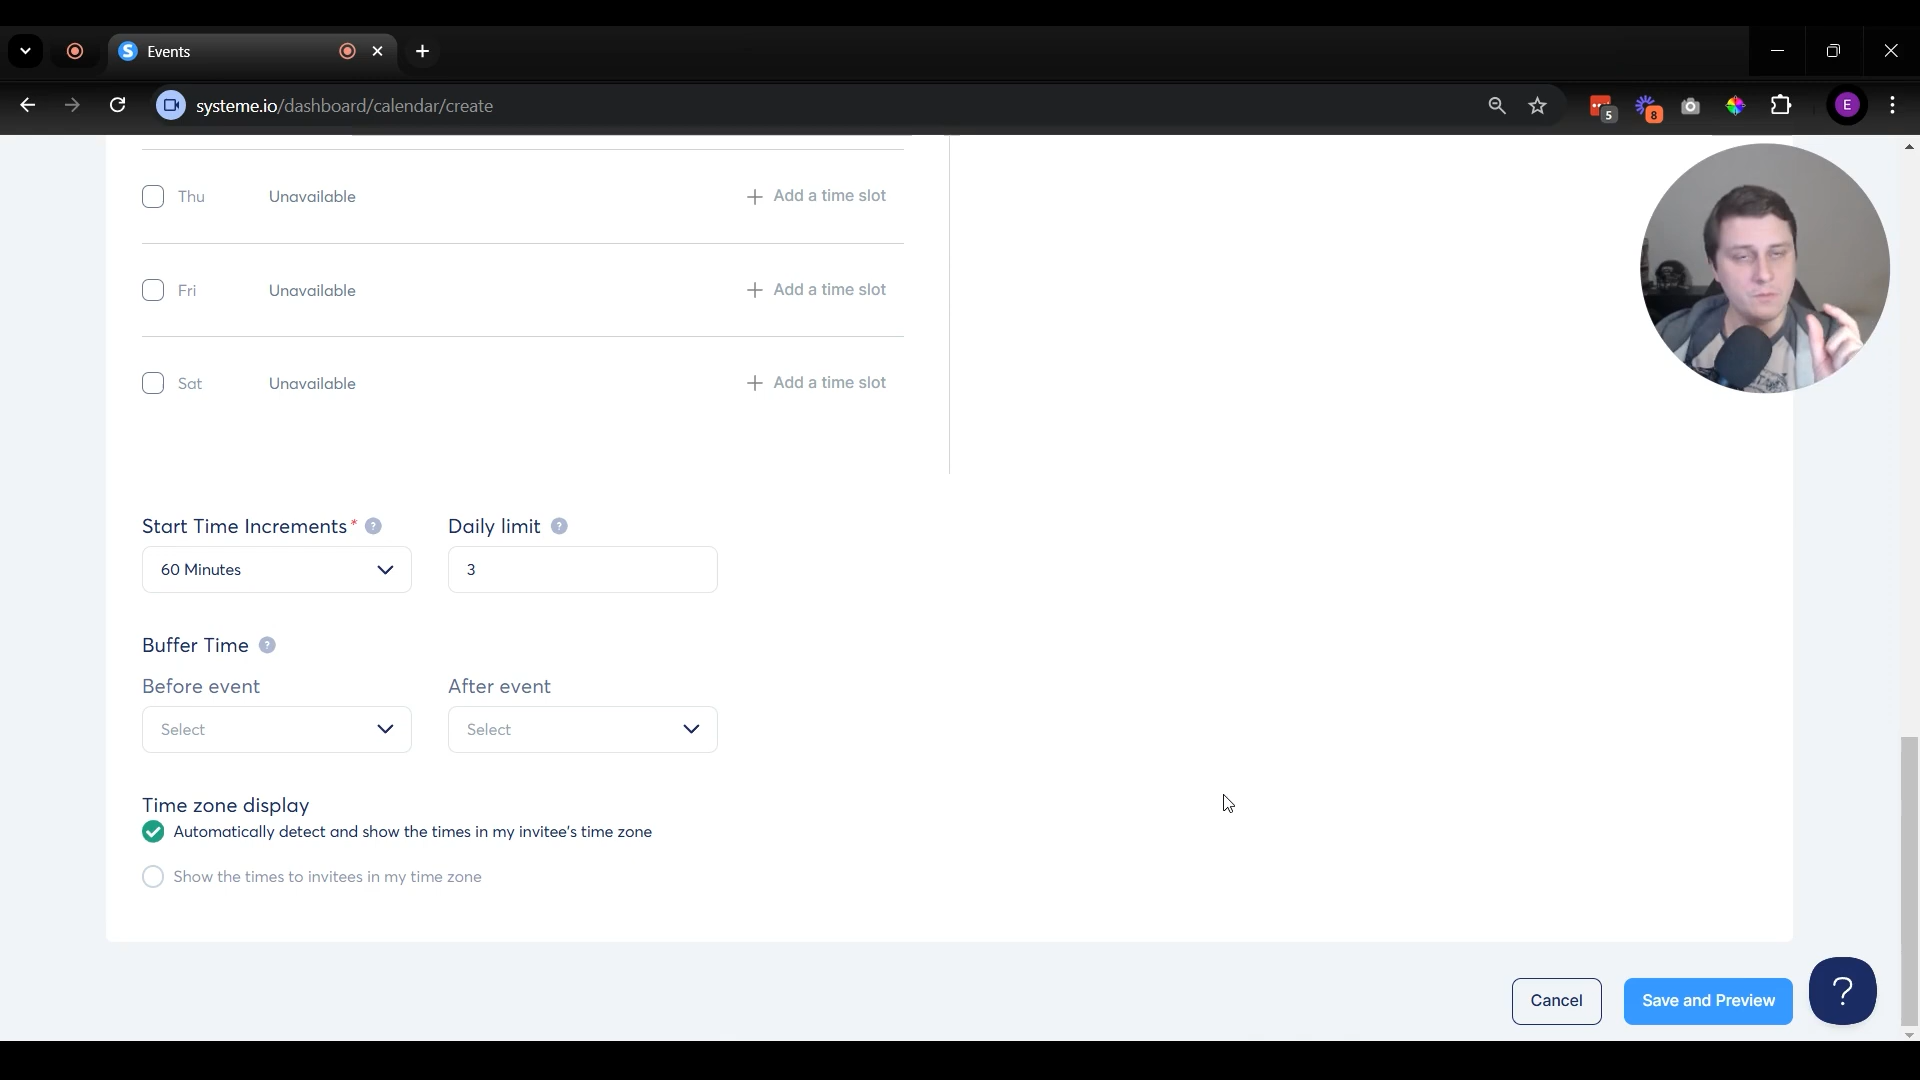 Events
systeme.io/dashboard/calendar/create
5
8
E
Thu Unavailable + Add a time slot
Fri Unavailable + Add a time slot
Sat Unavailable + Add a time slot
Start Time Increments* ? Daily limit ?
60 Minutes 3
Buffer Time ?
Before event After event
Select Select
Time zone display
Automatically detect and show the times in my invitee's time zone
Show the times to invitees in my time zone
Cancel Save and Preview ?